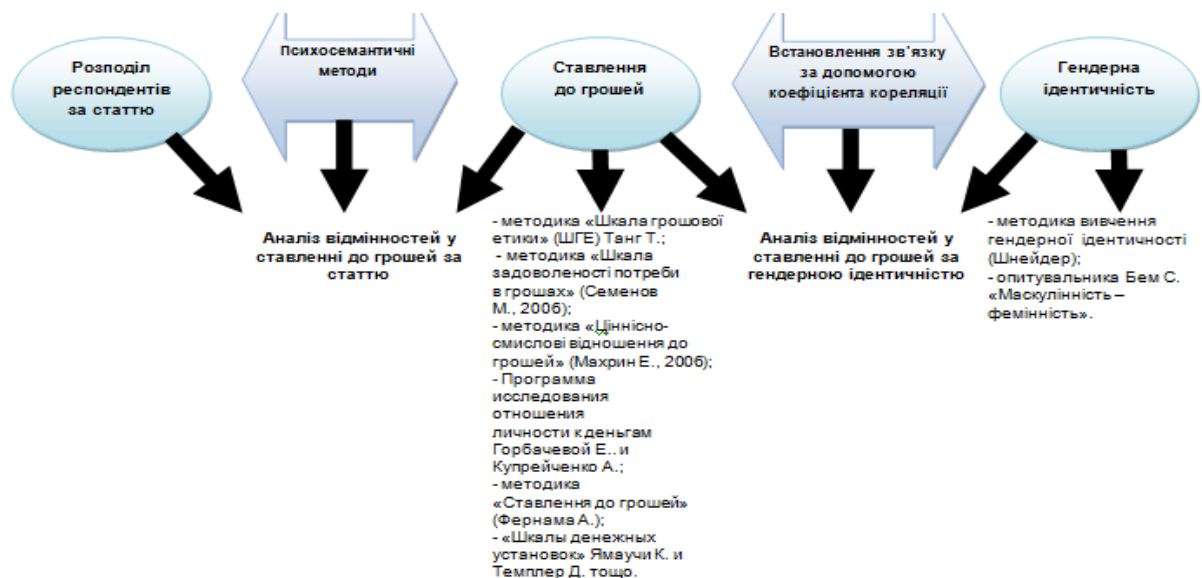 Розподіл
респондентів
за статтю
Психосемантичні
методи
Ставлення
до грошей
Встановлення зв’язку
за допомогою
коефіцієнта кореляції
Гендерна
ідентичність
Аналіз відмінностей у
ставленні до грошей за
статтю
- методика «Шкала грошової
етики» (ШГЕ) Танг Т.;
- методика «Шкала
задоволеності потреби
в грошах» (Семенов
М., 2006);
- методика «Ціннісно-
смислові відношення до
грошей» (Махрин Е., 2006);
- Программа
исследования
отношения
личности к деньгам
Горбачевой Е.. и
Купрейченко А.;
- методика
«Ставлення до грошей»
(Фернама А.);
- «Шкалы денежных
установок» Ямаучи К. и
Темплер Д. тощо.
Аналіз відмінностей у
ставленні до грошей за
гендерною ідентичністю
- методика вивчення
гендерної ідентичності
(Шнейдер);
- опитувальника Бем С.
«Маскулінність –
фемінність».